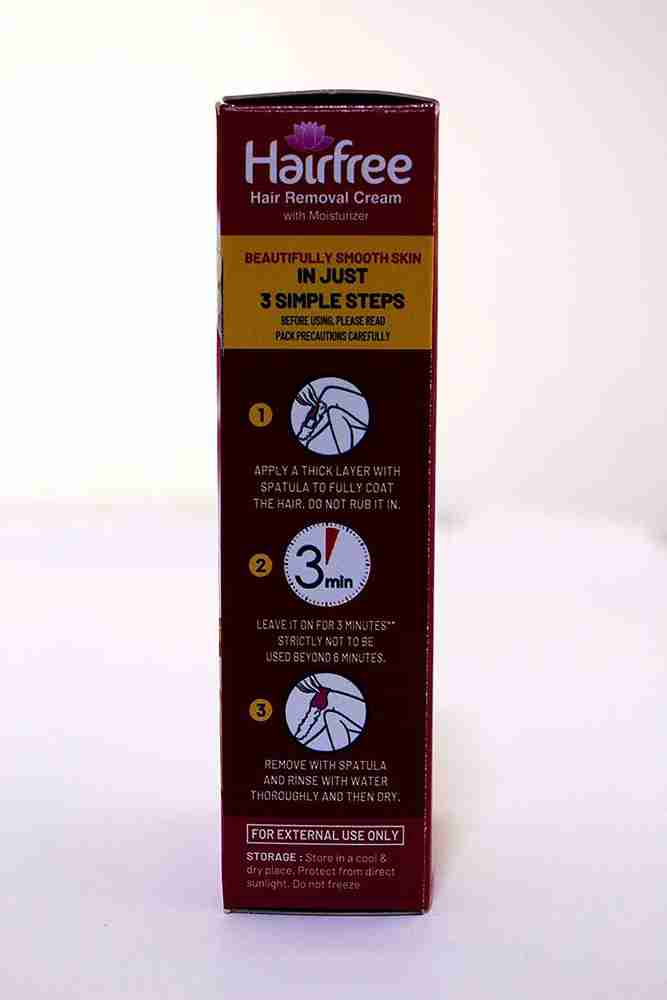 Hairfree
Hair Removal Cream
with Moisturizer
BEAUTIFULLY SMOOTH SKIN
IN JUST
3 SIMPLE STEPS
BEFORE USING, PLEASE READ
PACK PRECAUTIONS CAREFULLY
1
APPLY A THICK LAYER WITH
SPATULA TO FULLY COAT
THE HAIR. DO NOT RUB IT IN.
2
3 min
LEAVE IT ON FOR 3 MINUTES**
STRICTLY NOT TO BE
USED BEYOND 6 MINUTES.
3
REMOVE WITH SPATULA
AND RINSE WITH WATER
THOROUGHLY AND THEN DRY.
FOR EXTERNAL USE ONLY
STORAGE : Store in a cool &
dry place. Protect from direct
sunlight. Do not freeze